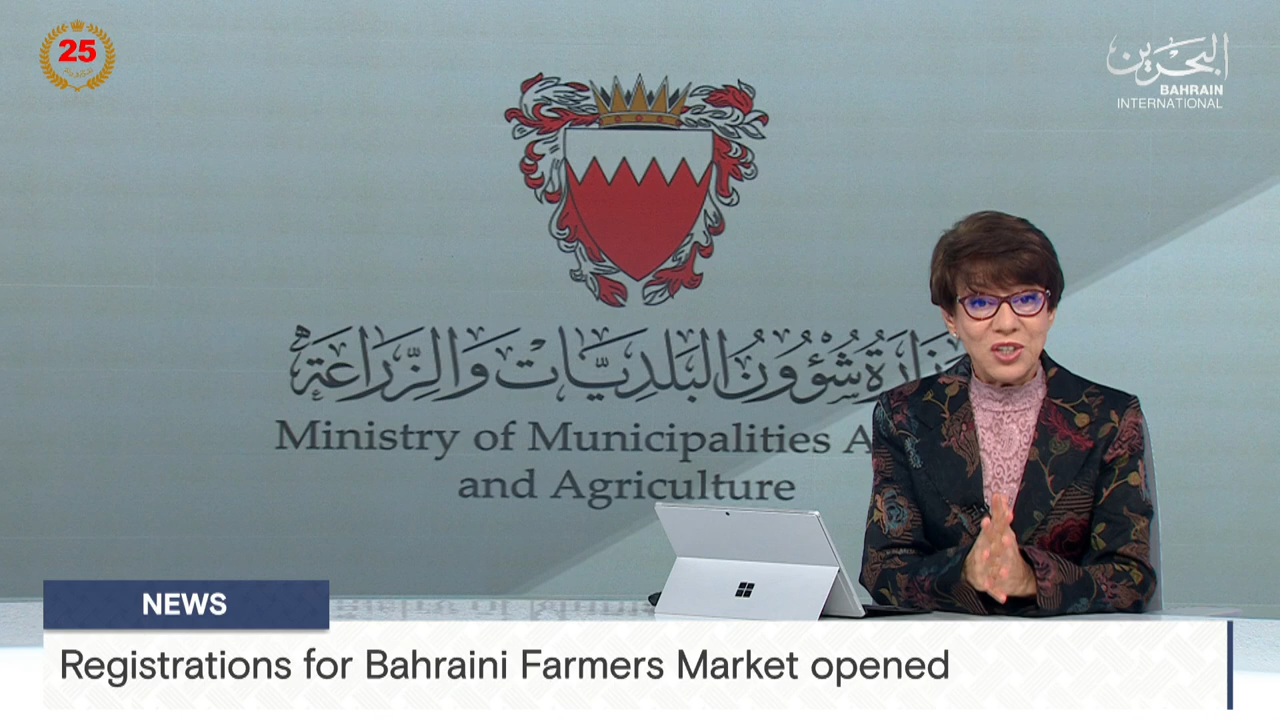 25
البحرين
BAHRAIN
INTERNATIONAL
وزارة شؤون البلديات والزراعة
Ministry of Municipalities A
and Agriculture
NEWS
Registrations for Bahraini Farmers Market opened